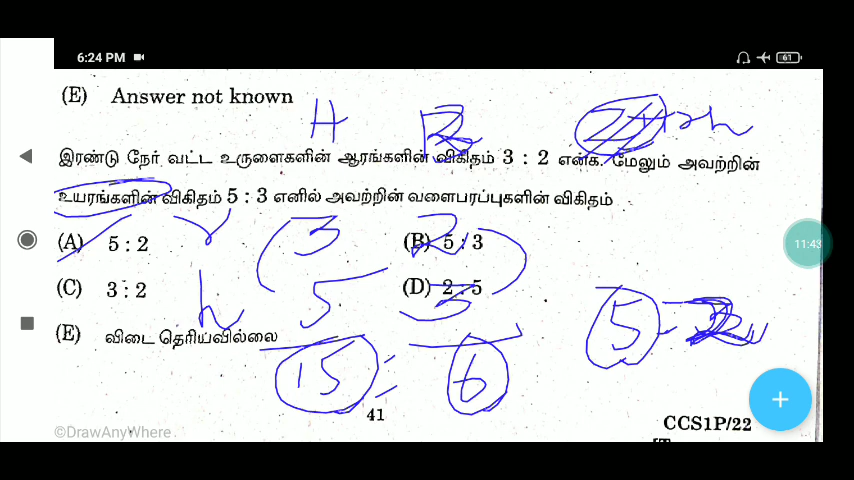 6:24 PM
61
(E) Answer not known
H
இரண்டு நேர் வட்ட உருளைகளின் ஆரங்களின் விகிதம் 3 : 2 என்க. மேலும் அவற்றின்
உயரங்களின் விகிதம் 5 : 3 எனில் அவற்றின் வளைபரப்புகளின் விகிதம்
(A) 5 : 2
(B) 5 : 3
(C) 3 : 2
(D) 2 : 5
(E) விடை தெரியவில்லை
r 3 2
h 5 3
15 : 6
5 :
11:43
41
CCS1P/22
©DrawAnyWhere